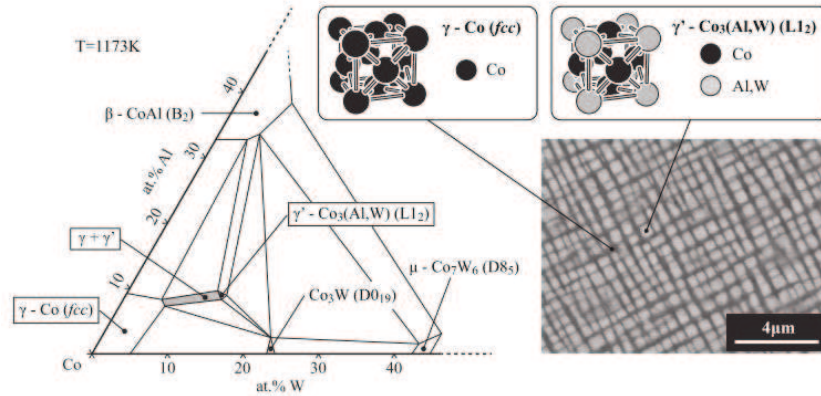 T=1173K
γ - Co (fcc)
Co
γ' - Co₃(Al,W) (L1₂)
Co
Al,W
β - CoAl (B₂)
at.% Al
40
30
20
10
γ + γ'
γ' - Co₃(Al,W) (L1₂)
γ - Co (fcc)
Co₃W (D0₁₉)
μ - Co₇W₆ (D8₅)
Co
10
20
30
40
at.% W
4μm